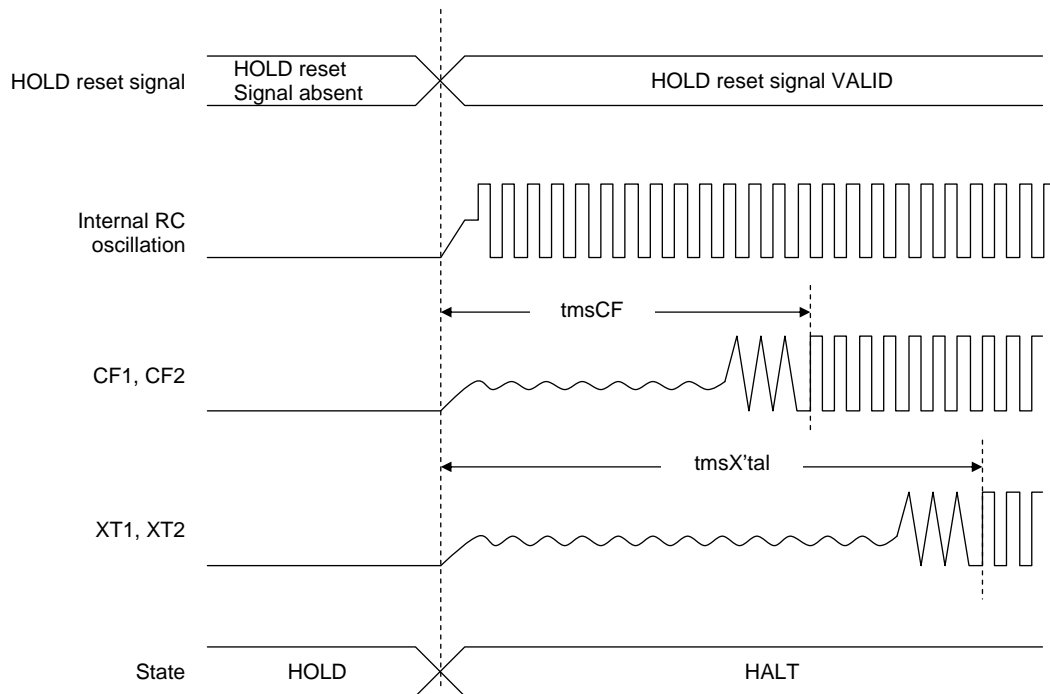 HOLD reset signal
HOLD reset
Signal absent
HOLD reset signal VALID
Internal RC
oscillation
tmsCF
CF1, CF2
tmsX’tal
XT1, XT2
State
HOLD
HALT